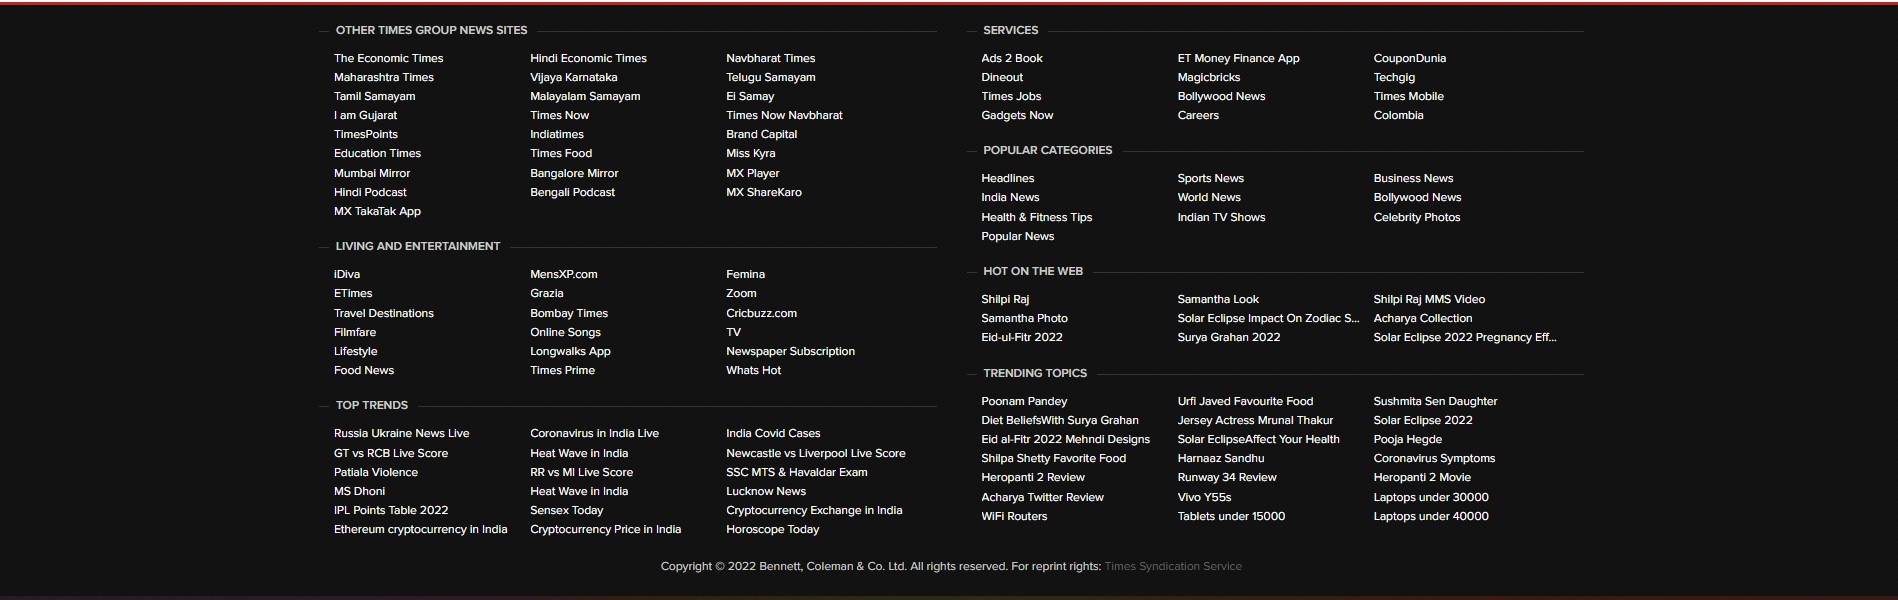 OTHER TIMES GROUP NEWS SITES
The Economic Times Hindi Economic Times Navbharat Times
Maharashtra Times Vijaya Karnataka Telugu Samayam
Tamil Samayam Malayalam Samayam Ei Samay
I am Gujarat Times Now Times Now Navbharat
TimesPoints Indiatimes Brand Capital
Education Times Times Food Miss Kyra
Mumbai Mirror Bangalore Mirror MX Player
Hindi Podcast Bengali Podcast MX ShareKaro
MX TakaTak App
LIVING AND ENTERTAINMENT
iDiva MensXP.com Femina
ETimes Grazia Zoom
Travel Destinations Bombay Times Cricbuzz.com
Filmfare Online Songs TV
Lifestyle Longwalks App Newspaper Subscription
Food News Times Prime Whats Hot
TOP TRENDS
Russia Ukraine News Live Coronavirus in India Live India Covid Cases
GT vs RCB Live Score Heat Wave in India Newcastle vs Liverpool Live Score
Patiala Violence RR vs MI Live Score SSC MTS & Havaldar Exam
MS Dhoni Heat Wave in India Lucknow News
IPL Points Table 2022 Sensex Today Cryptocurrency Exchange in India
Ethereum cryptocurrency in India Cryptocurrency Price in India Horoscope Today
SERVICES
Ads 2 Book ET Money Finance App CouponDunia
Dineout Magicbricks Techgig
Times Jobs Bollywood News Times Mobile
Gadgets Now Careers Colombia
POPULAR CATEGORIES
Headlines Sports News Business News
India News World News Bollywood News
Health & Fitness Tips Indian TV Shows Celebrity Photos
Popular News
HOT ON THE WEB
Shilpi Raj Samantha Look Shilpi Raj MMS Video
Samantha Photo Solar Eclipse Impact On Zodiac S... Acharya Collection
Eid-ul-Fitr 2022 Surya Grahan 2022 Solar Eclipse 2022 Pregnancy Eff...
TRENDING TOPICS
Poonam Pandey Urfi Javed Favourite Food Sushmita Sen Daughter
Diet BeliefsWith Surya Grahan Jersey Actress Mrunal Thakur Solar Eclipse 2022
Eid al-Fitr 2022 Mehndi Designs Solar EclipseAffect Your Health Pooja Hegde
Shilpa Shetty Favorite Food Harnaaz Sandhu Coronavirus Symptoms
Heropanti 2 Review Runway 34 Review Heropanti 2 Movie
Acharya Twitter Review Vivo Y55s Laptops under 30000
WiFi Routers Tablets under 15000 Laptops under 40000
Copyright © 2022 Bennett, Coleman & Co. Ltd. All rights reserved. For reprint rights: Times Syndication Service